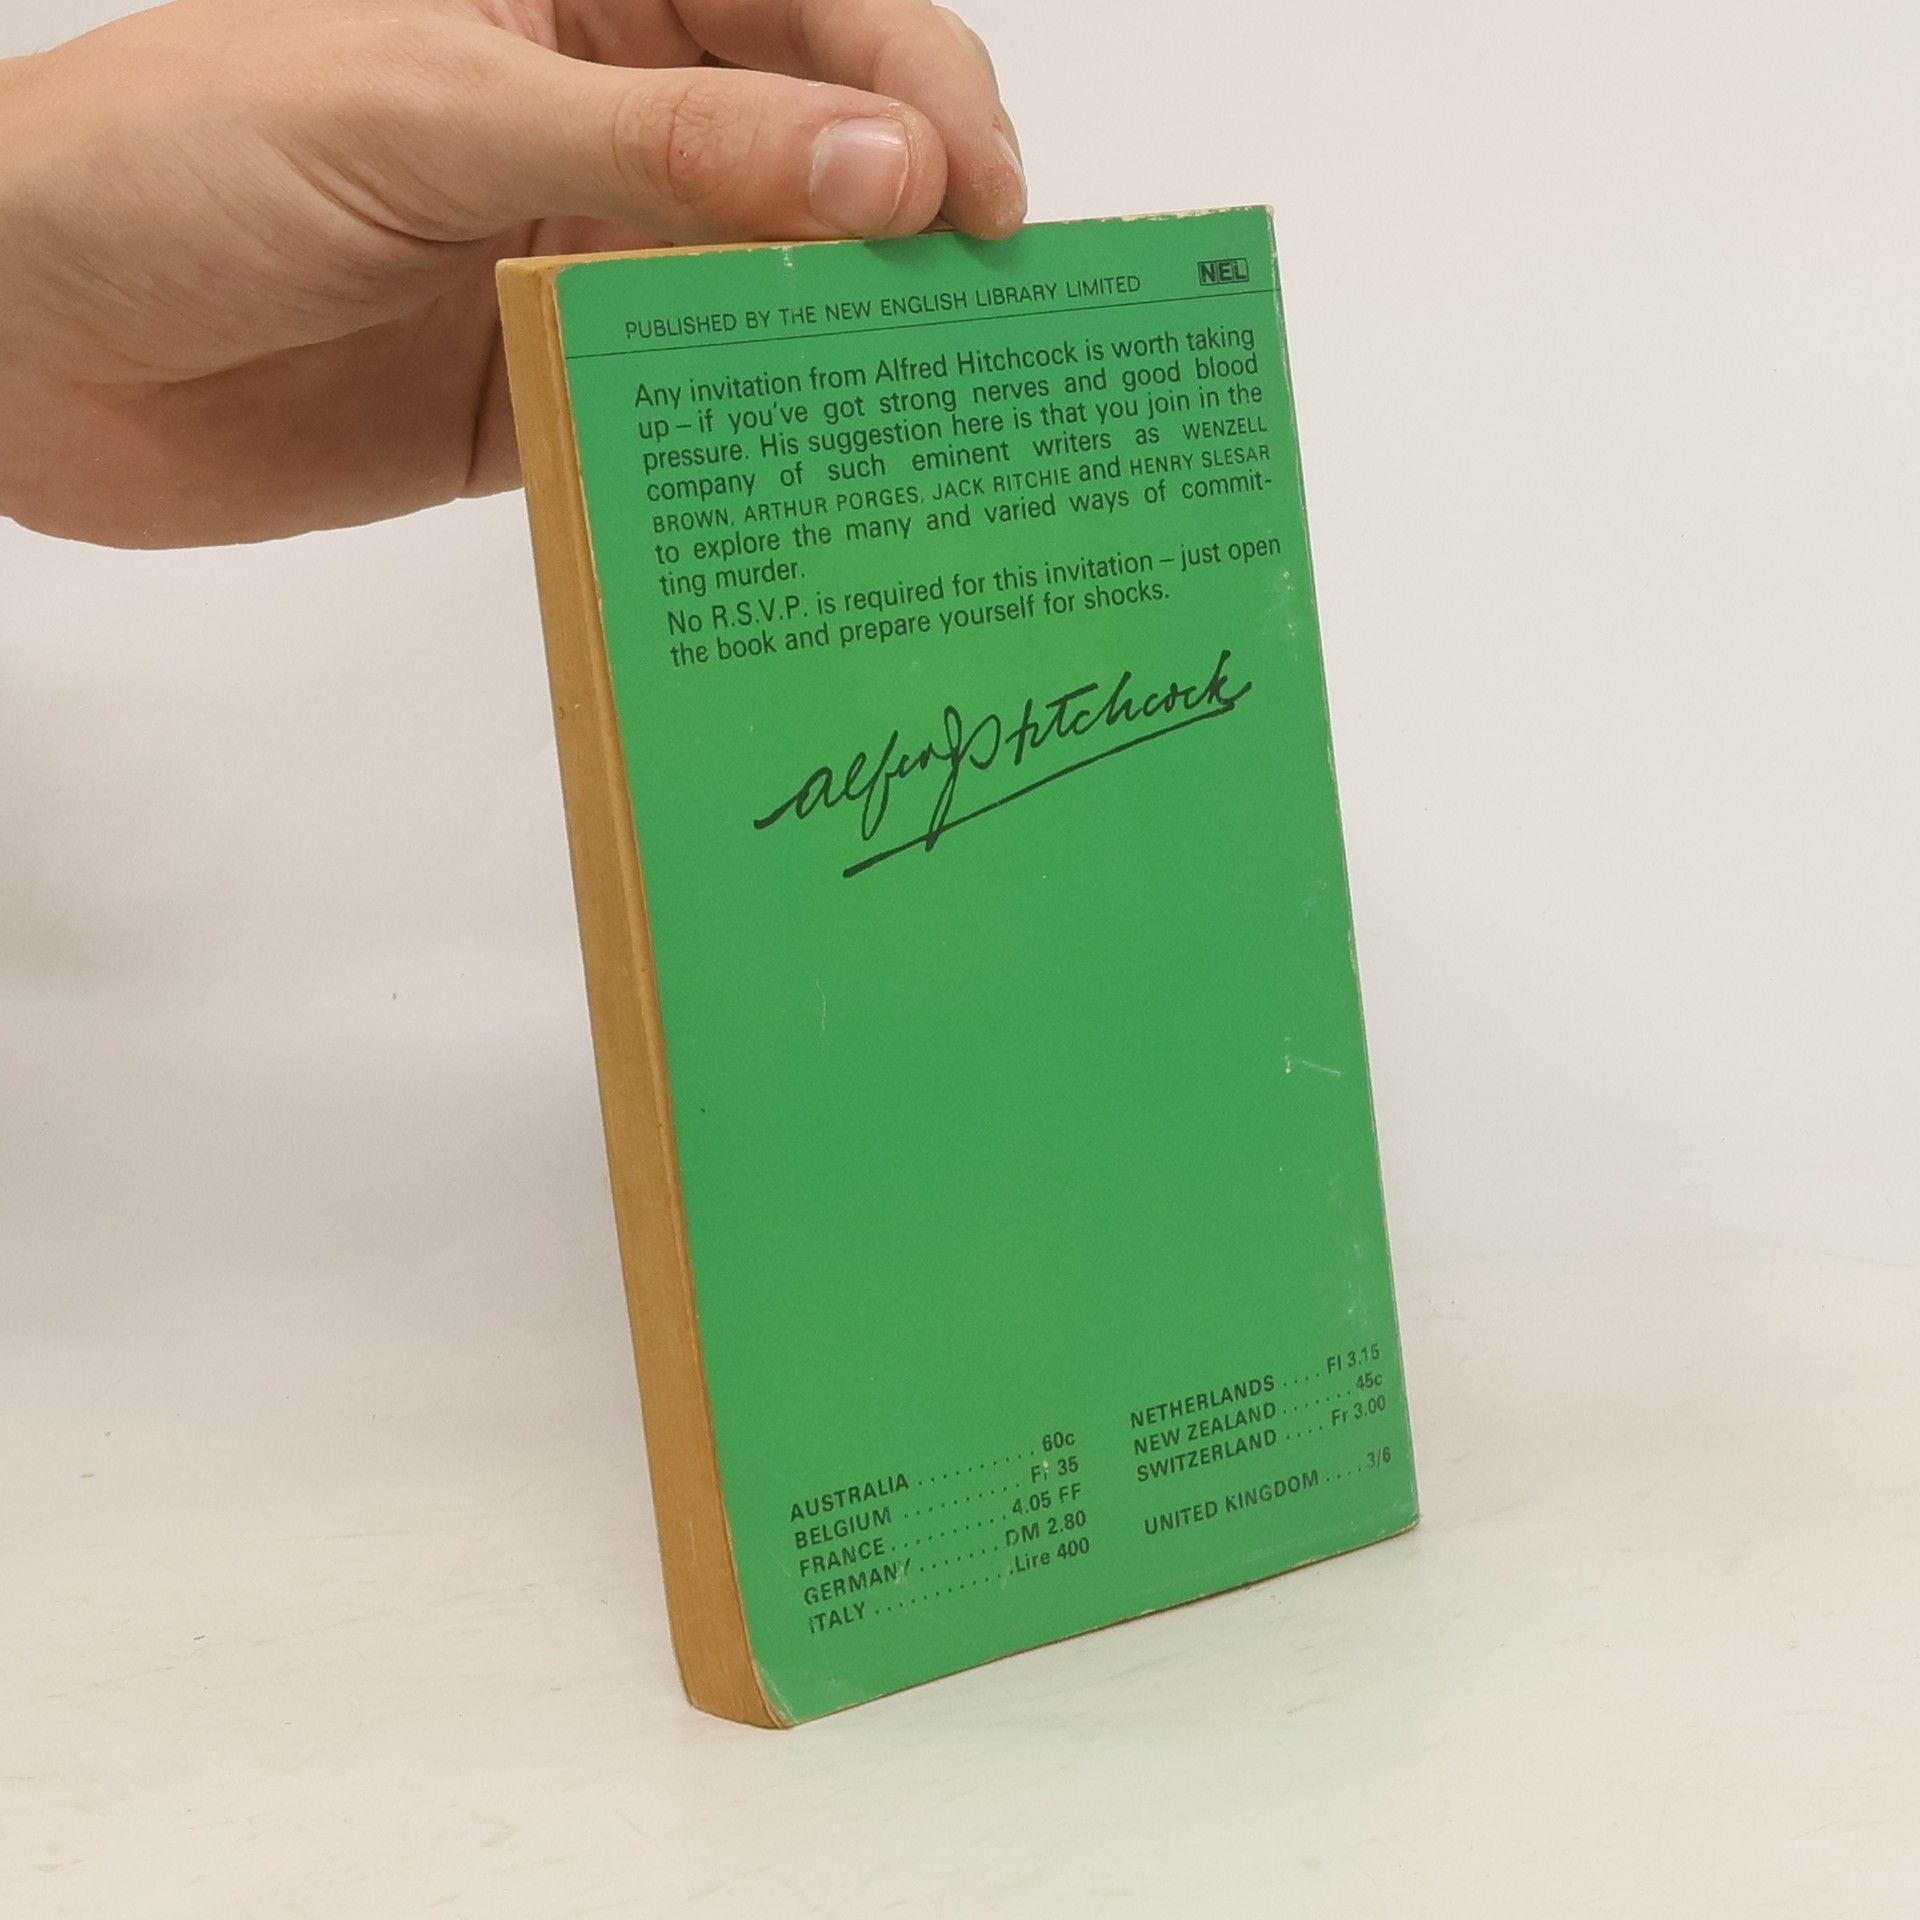 PUBLISHED BY THE NEW ENGLISH LIBRARY LIMITED NEL
Any invitation from Alfred Hitchcock is worth taking
up – if you've got strong nerves and good blood
pressure. His suggestion here is that you join in the
company of such eminent writers as WENZELL
BROWN, ARTHUR PORGES, JACK RITCHIE and HENRY SLESAR
to explore the many and varied ways of commit-
ting murder.
No R.S.V.P. is required for this invitation – just open
the book and prepare yourself for shocks.
Alfred Hitchcock
AUSTRALIA .......... 60c
BELGIUM .......... Fr 35
FRANCE .......... 4.05 FF
GERMANY ....... DM 2.80
ITALY ............ Lire 400
NETHERLANDS .... Fl 3.15
NEW ZEALAND ....... 45c
SWITZERLAND .... Fr 3.00
UNITED KINGDOM .... 3/6